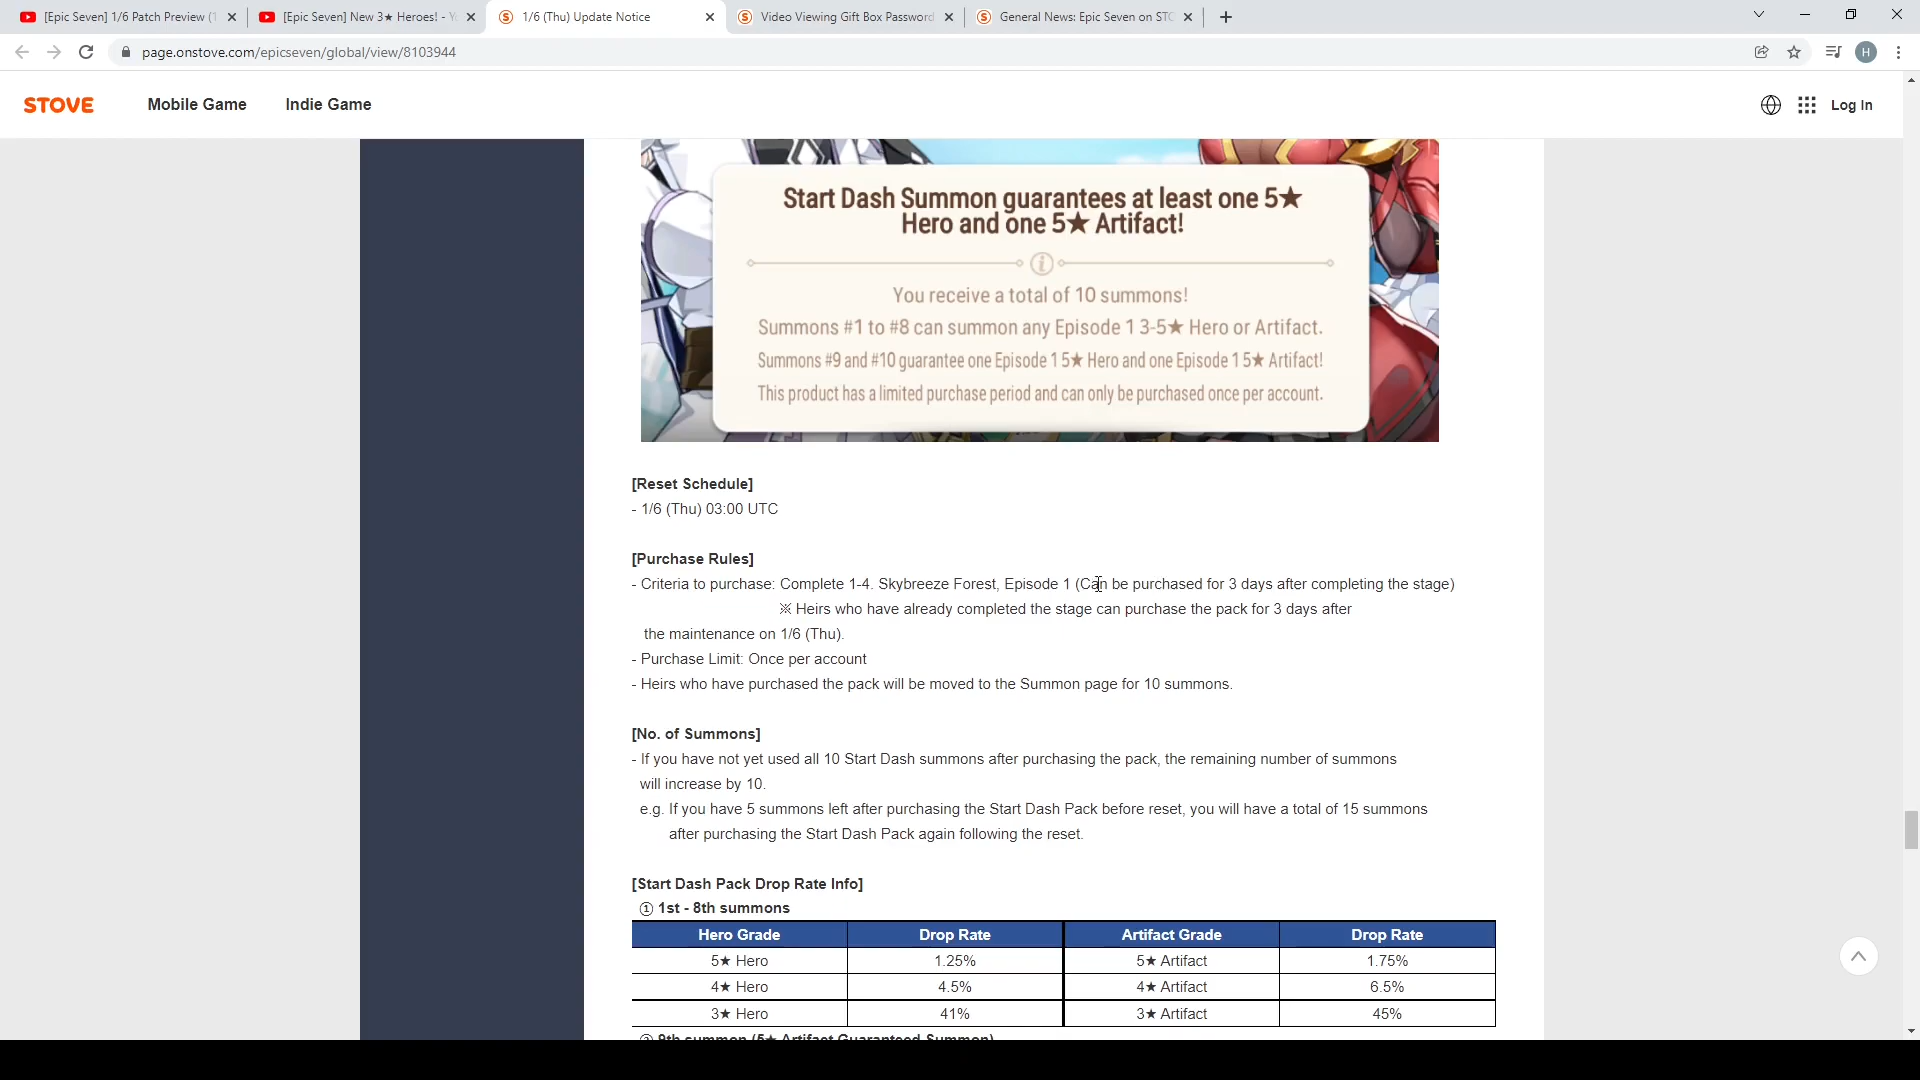 [Epic Seven] 1/6 Patch Preview (1
[Epic Seven] New 3★ Heroes! - Y
1/6 (Thu) Update Notice
Video Viewing Gift Box Password
General News: Epic Seven on STO
page.onstove.com/epicseven/global/view/8103944
H
STOVE
Mobile Game
Indie Game
Log In
Start Dash Summon guarantees at least one 5★
Hero and one 5★ Artifact!
You receive a total of 10 summons!
Summons #1 to #8 can summon any Episode 1 3-5★ Hero or Artifact.
Summons #9 and #10 guarantee one Episode 1 5★ Hero and one Episode 1 5★ Artifact!
This product has a limited purchase period and can only be purchased once per account.
[Reset Schedule]
- 1/6 (Thu) 03:00 UTC
[Purchase Rules]
- Criteria to purchase: Complete 1-4. Skybreeze Forest, Episode 1 (Can be purchased for 3 days after completing the stage)
※ Heirs who have already completed the stage can purchase the pack for 3 days after
the maintenance on 1/6 (Thu).
- Purchase Limit: Once per account
- Heirs who have purchased the pack will be moved to the Summon page for 10 summons.
[No. of Summons]
- If you have not yet used all 10 Start Dash summons after purchasing the pack, the remaining number of summons
will increase by 10.
e.g. If you have 5 summons left after purchasing the Start Dash Pack before reset, you will have a total of 15 summons
after purchasing the Start Dash Pack again following the reset.
[Start Dash Pack Drop Rate Info]
① 1st - 8th summons
Hero Grade Drop Rate Artifact Grade Drop Rate
5★ Hero 1.25% 5★ Artifact 1.75%
4★ Hero 4.5% 4★ Artifact 6.5%
3★ Hero 41% 3★ Artifact 45%
② 9th summon (5★ Artifact Guaranteed Summon)